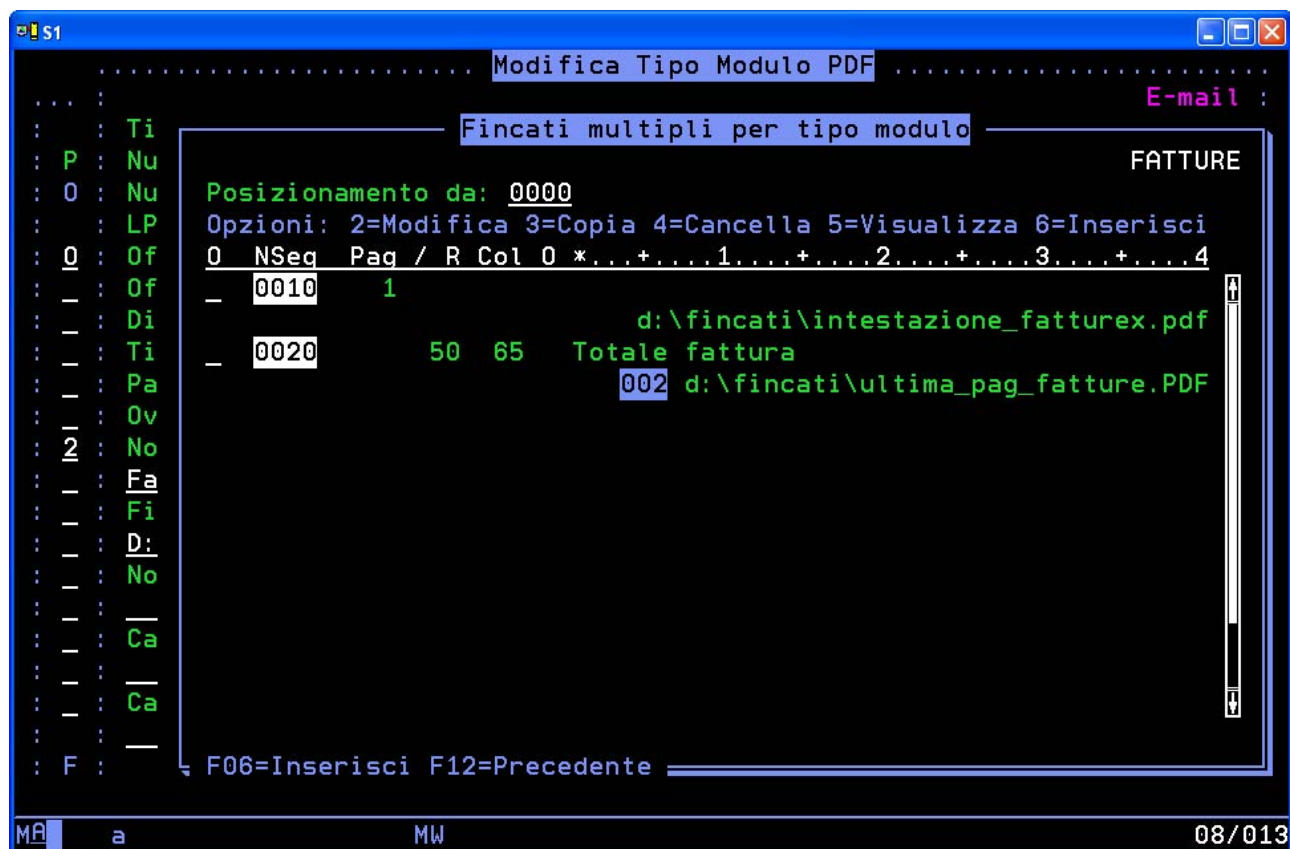 S1
Modifica Tipo Modulo PDF
E-mail :
: : Ti Fincati multipli per tipo modulo
: P : Nu FATTURE
: O : Nu Posizionamento da: 0000
: : LP Opzioni: 2=Modifica 3=Copia 4=Cancella 5=Visualizza 6=Inserisci
: 0 : Of O NSeq Pag / R Col O *...+....1....+....2....+....3....+....4
: _ : Of _ 0010 1
: _ : Di d:\fincati\intestazione_fatturex.pdf
: _ : Ti _ 0020 50 65 Totale fattura
: _ : Pa 002 d:\fincati\ultima_pag_fatture.PDF
: _ : Ov
: 2 : No
: _ : Fa
: _ : Fi
: _ : D:
: _ : No
: _ : __
: _ : Ca
: _ : __
: _ : Ca
: : __
: F : F06=Inserisci F12=Precedente
MA a MW 08/013